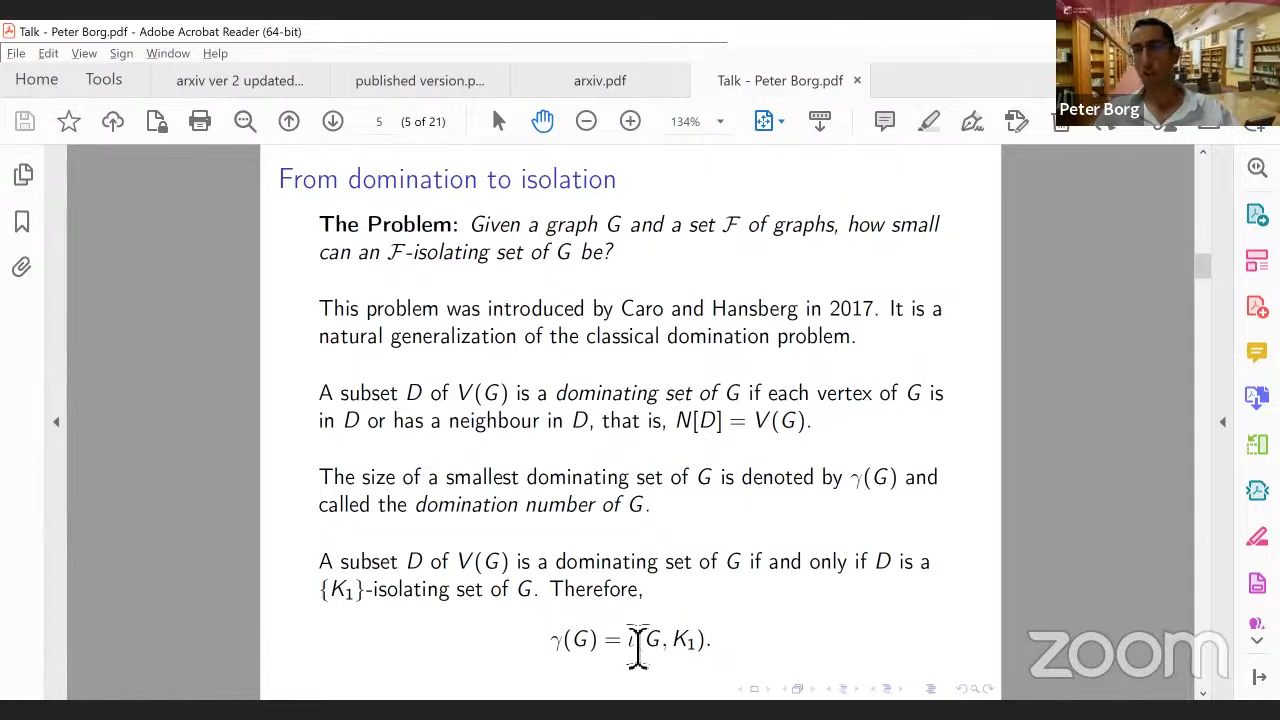 Talk - Peter Borg.pdf - Adobe Acrobat Reader (64-bit)
File Edit View Sign Window Help
Home Tools arxiv ver 2 updated... published version.p... arxiv.pdf Talk - Peter Borg.pdf ×
5 (5 of 21) 134%
Peter Borg
From domination to isolation
The Problem: Given a graph G and a set ℱ of graphs, how small
can an ℱ-isolating set of G be?
This problem was introduced by Caro and Hansberg in 2017. It is a
natural generalization of the classical domination problem.
A subset D of V(G) is a dominating set of G if each vertex of G is
in D or has a neighbour in D, that is, N[D] = V(G).
The size of a smallest dominating set of G is denoted by γ(G) and
called the domination number of G.
A subset D of V(G) is a dominating set of G if and only if D is a
{K₁}-isolating set of G. Therefore,
γ(G) = G, K₁).
zoom